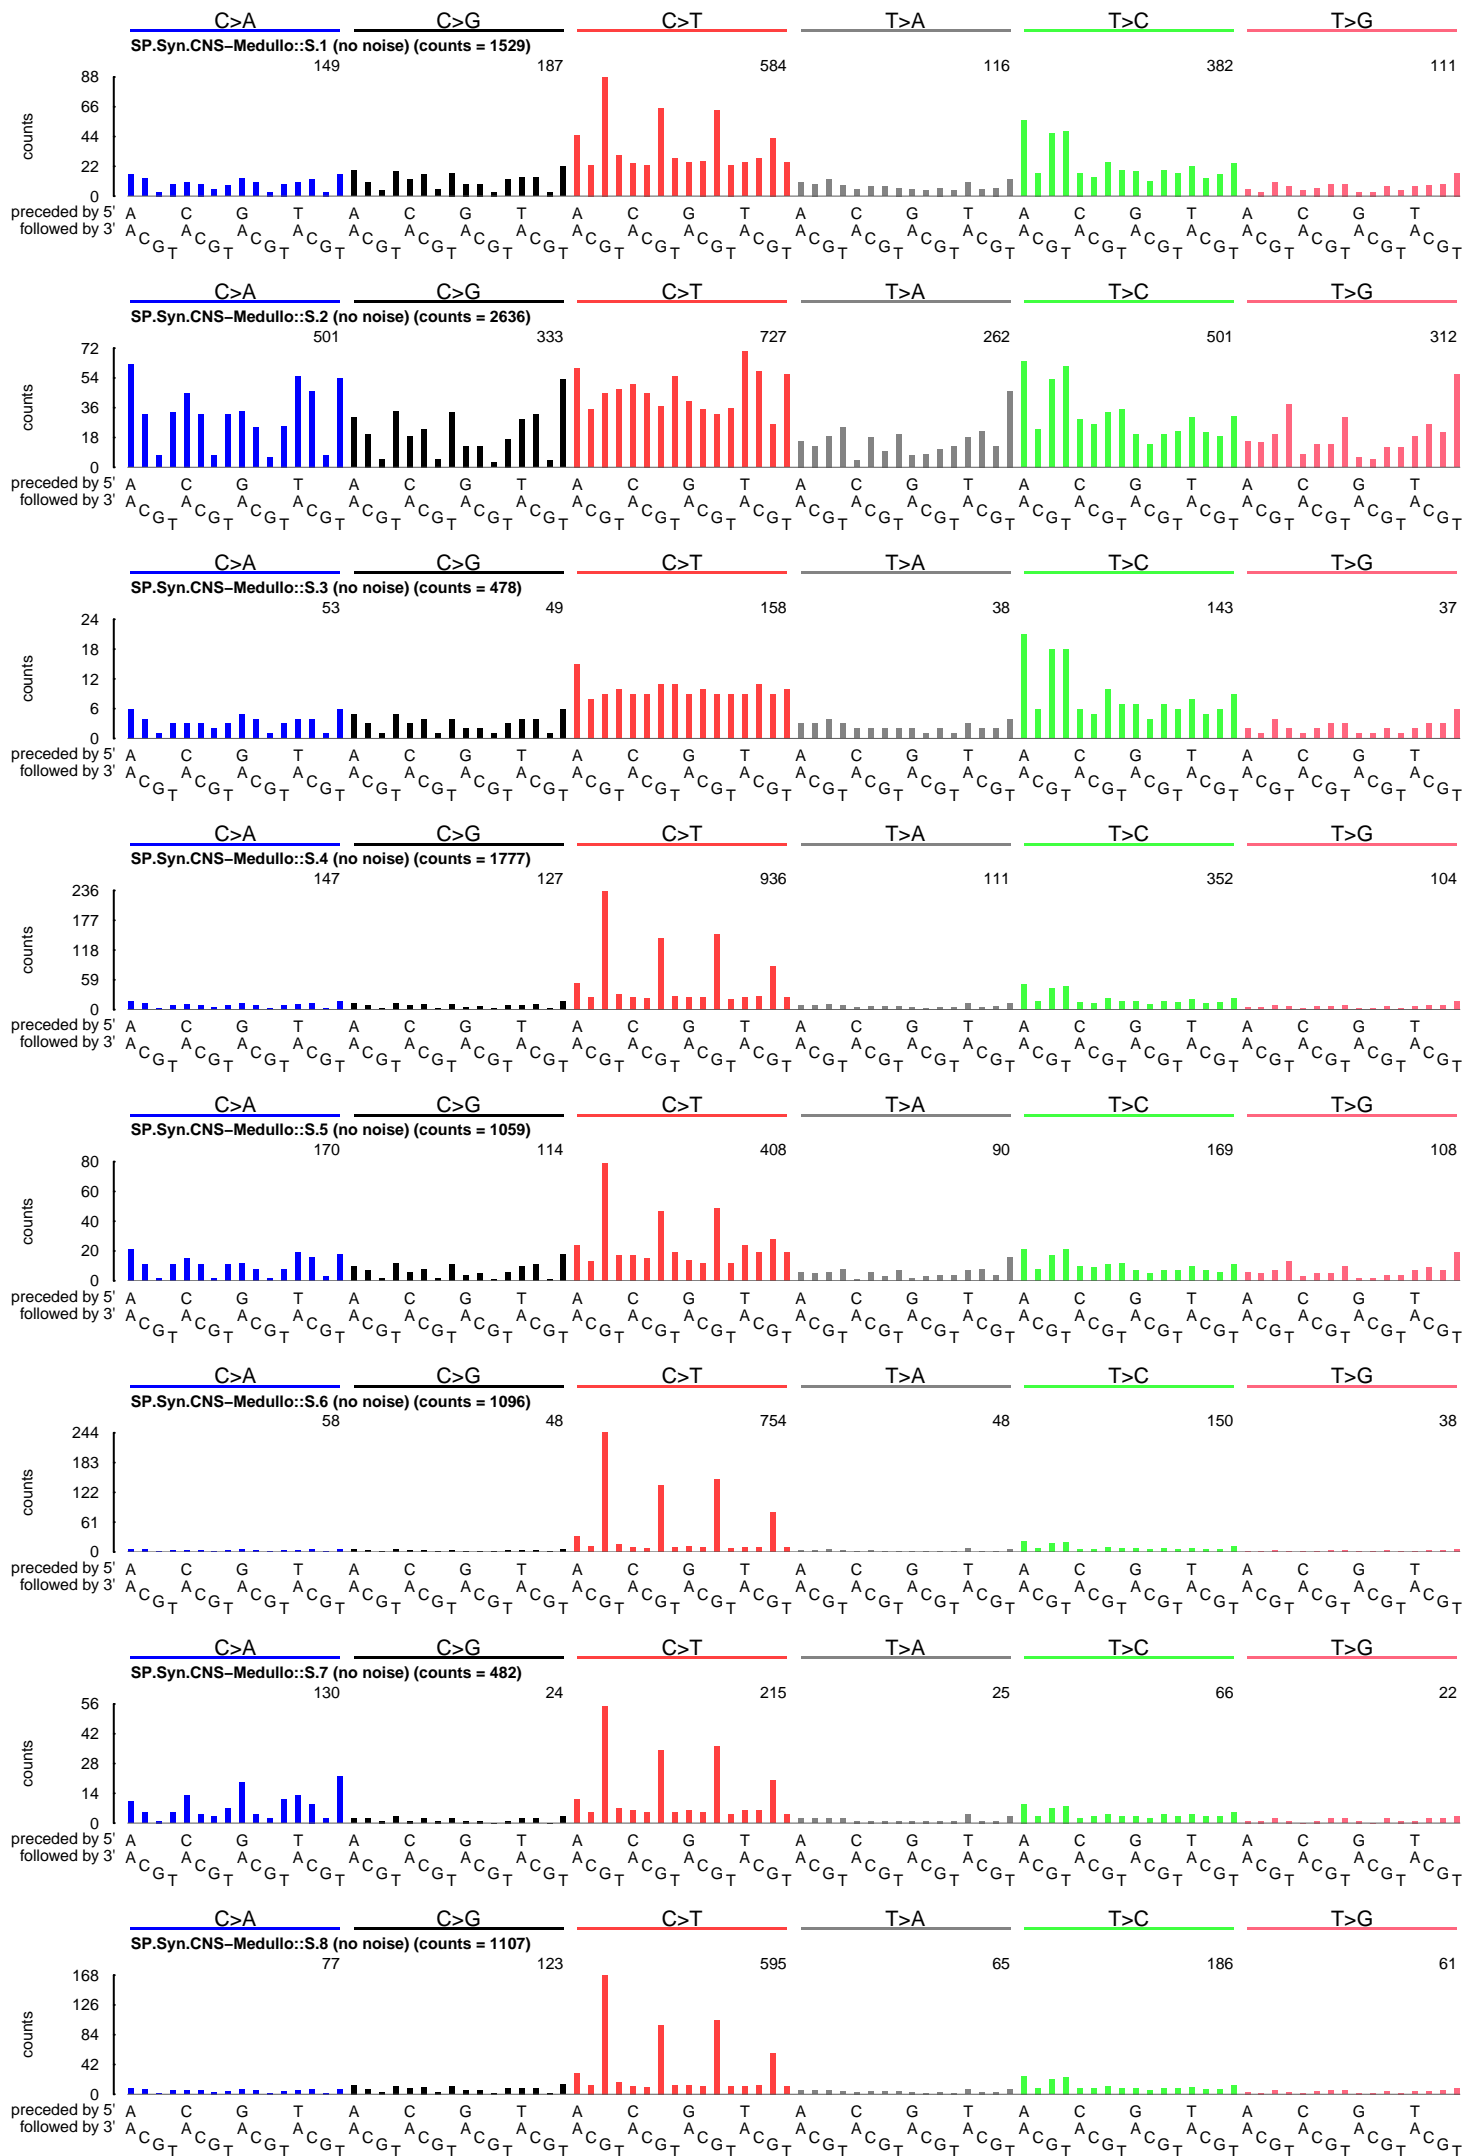 C>A C>G C>T T>A T>C T>G
SP.Syn.CNS−Medullo::S.1 (no noise) (counts = 1529)
149 187 584 116 382 111
88
66
44
22
0
counts
preceded by 5' A C G T A C G T A C G T A C G T A C G T A C G T
followed by 3' A C G T A C G T A C G T A C G T A C G T A C G T A C G T A C G T A C G T A C G T A C G T A C G T A C G T A C G T A C G T A C G T A C G T A C G T A C G T A C G T A C G T A C G T A C G T A C G T
C>A C>G C>T T>A T>C T>G
SP.Syn.CNS−Medullo::S.2 (no noise) (counts = 2636)
501 333 727 262 501 312
72
54
36
18
0
counts
preceded by 5' A C G T A C G T A C G T A C G T A C G T A C G T
followed by 3' A C G T A C G T A C G T A C G T A C G T A C G T A C G T A C G T A C G T A C G T A C G T A C G T A C G T A C G T A C G T A C G T A C G T A C G T A C G T A C G T A C G T A C G T A C G T A C G T
C>A C>G C>T T>A T>C T>G
SP.Syn.CNS−Medullo::S.3 (no noise) (counts = 478)
53 49 158 38 143 37
24
18
12
6
0
counts
preceded by 5' A C G T A C G T A C G T A C G T A C G T A C G T
followed by 3' A C G T A C G T A C G T A C G T A C G T A C G T A C G T A C G T A C G T A C G T A C G T A C G T A C G T A C G T A C G T A C G T A C G T A C G T A C G T A C G T A C G T A C G T A C G T A C G T
C>A C>G C>T T>A T>C T>G
SP.Syn.CNS−Medullo::S.4 (no noise) (counts = 1777)
147 127 936 111 352 104
236
177
118
59
0
counts
preceded by 5' A C G T A C G T A C G T A C G T A C G T A C G T
followed by 3' A C G T A C G T A C G T A C G T A C G T A C G T A C G T A C G T A C G T A C G T A C G T A C G T A C G T A C G T A C G T A C G T A C G T A C G T A C G T A C G T A C G T A C G T A C G T A C G T
C>A C>G C>T T>A T>C T>G
SP.Syn.CNS−Medullo::S.5 (no noise) (counts = 1059)
170 114 408 90 169 108
80
60
40
20
0
counts
preceded by 5' A C G T A C G T A C G T A C G T A C G T A C G T
followed by 3' A C G T A C G T A C G T A C G T A C G T A C G T A C G T A C G T A C G T A C G T A C G T A C G T A C G T A C G T A C G T A C G T A C G T A C G T A C G T A C G T A C G T A C G T A C G T A C G T
C>A C>G C>T T>A T>C T>G
SP.Syn.CNS−Medullo::S.6 (no noise) (counts = 1096)
58 48 754 48 150 38
244
183
122
61
0
counts
preceded by 5' A C G T A C G T A C G T A C G T A C G T A C G T
followed by 3' A C G T A C G T A C G T A C G T A C G T A C G T A C G T A C G T A C G T A C G T A C G T A C G T A C G T A C G T A C G T A C G T A C G T A C G T A C G T A C G T A C G T A C G T A C G T A C G T
C>A C>G C>T T>A T>C T>G
SP.Syn.CNS−Medullo::S.7 (no noise) (counts = 482)
130 24 215 25 66 22
56
42
28
14
0
counts
preceded by 5' A C G T A C G T A C G T A C G T A C G T A C G T
followed by 3' A C G T A C G T A C G T A C G T A C G T A C G T A C G T A C G T A C G T A C G T A C G T A C G T A C G T A C G T A C G T A C G T A C G T A C G T A C G T A C G T A C G T A C G T A C G T A C G T
C>A C>G C>T T>A T>C T>G
SP.Syn.CNS−Medullo::S.8 (no noise) (counts = 1107)
77 123 595 65 186 61
168
126
84
42
0
counts
preceded by 5' A C G T A C G T A C G T A C G T A C G T A C G T
followed by 3' A C G T A C G T A C G T A C G T A C G T A C G T A C G T A C G T A C G T A C G T A C G T A C G T A C G T A C G T A C G T A C G T A C G T A C G T A C G T A C G T A C G T A C G T A C G T A C G T